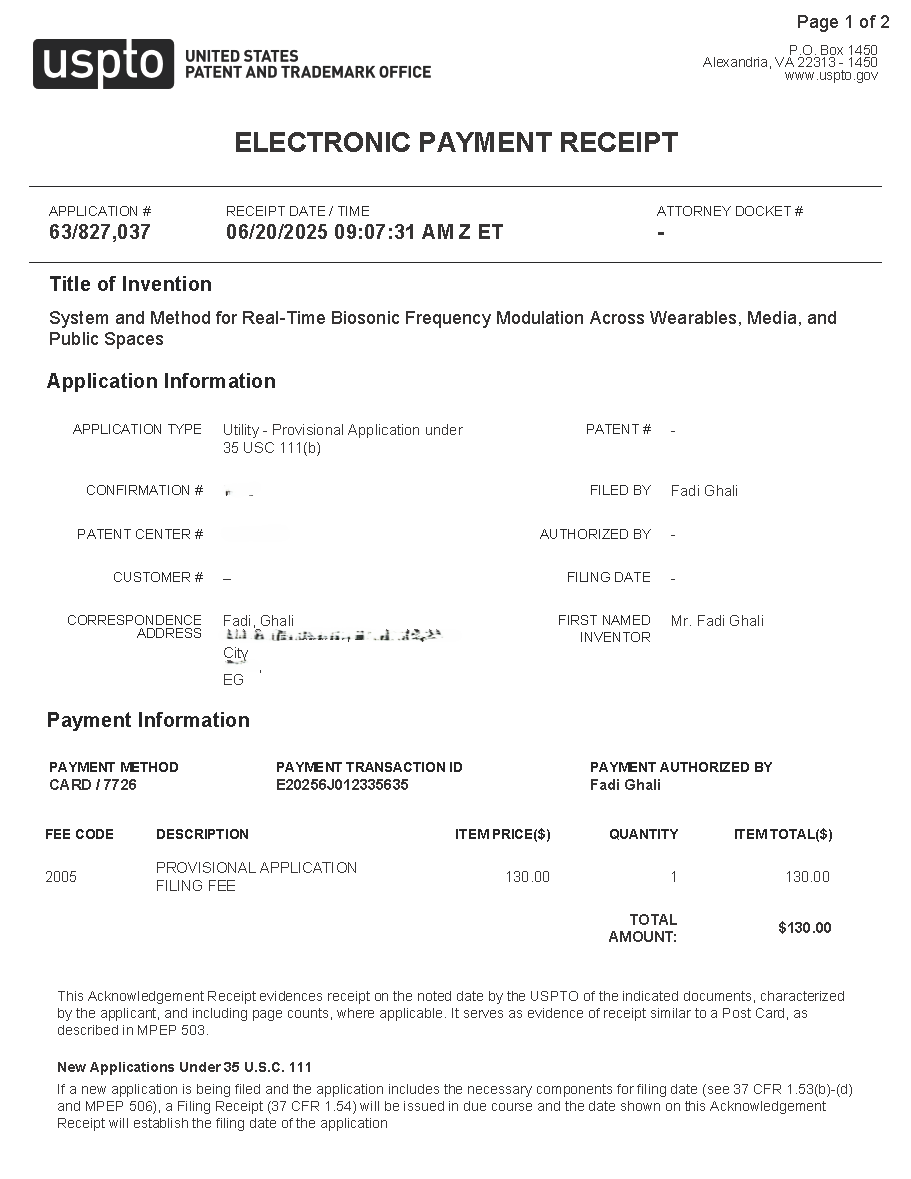 Page 1 of 2
uspto
UNITED STATES
PATENT AND TRADEMARK OFFICE
P.O. Box 1450
Alexandria, VA 22313 - 1450
www.uspto.gov
ELECTRONIC PAYMENT RECEIPT
APPLICATION # RECEIPT DATE / TIME ATTORNEY DOCKET #
63/827,037 06/20/2025 09:07:31 AM Z ET -
Title of Invention
System and Method for Real-Time Biosonic Frequency Modulation Across Wearables, Media, and
Public Spaces
Application Information
APPLICATION TYPE Utility - Provisional Application under PATENT # -
35 USC 111(b)
CONFIRMATION # FILED BY Fadi Ghali
PATENT CENTER # AUTHORIZED BY -
CUSTOMER # – FILING DATE -
CORRESPONDENCE Fadi, Ghali FIRST NAMED Mr. Fadi Ghali
ADDRESS INVENTOR
City
EG
Payment Information
PAYMENT METHOD PAYMENT TRANSACTION ID PAYMENT AUTHORIZED BY
CARD / 7726 E20256J012335635 Fadi Ghali
FEE CODE DESCRIPTION ITEM PRICE($) QUANTITY ITEM TOTAL($)
2005 PROVISIONAL APPLICATION 130.00 1 130.00
FILING FEE
TOTAL
AMOUNT: $130.00
This Acknowledgement Receipt evidences receipt on the noted date by the USPTO of the indicated documents, characterized
by the applicant, and including page counts, where applicable. It serves as evidence of receipt similar to a Post Card, as
described in MPEP 503.
New Applications Under 35 U.S.C. 111
If a new application is being filed and the application includes the necessary components for filing date (see 37 CFR 1.53(b)-(d)
and MPEP 506), a Filing Receipt (37 CFR 1.54) will be issued in due course and the date shown on this Acknowledgement
Receipt will establish the filing date of the application